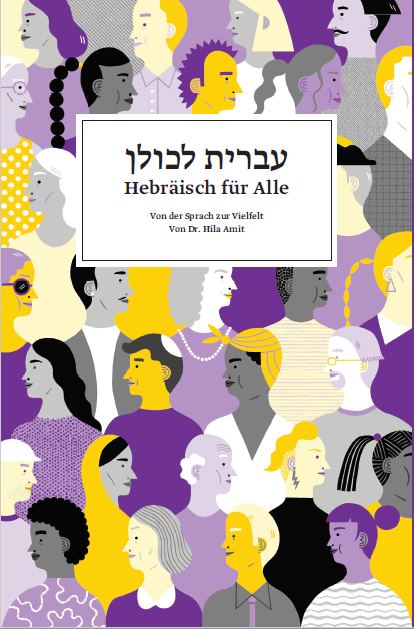 עברית לכולן
Hebräisch für Alle
Von der Sprach zur Vielfelt
Von Dr. Hila Amit